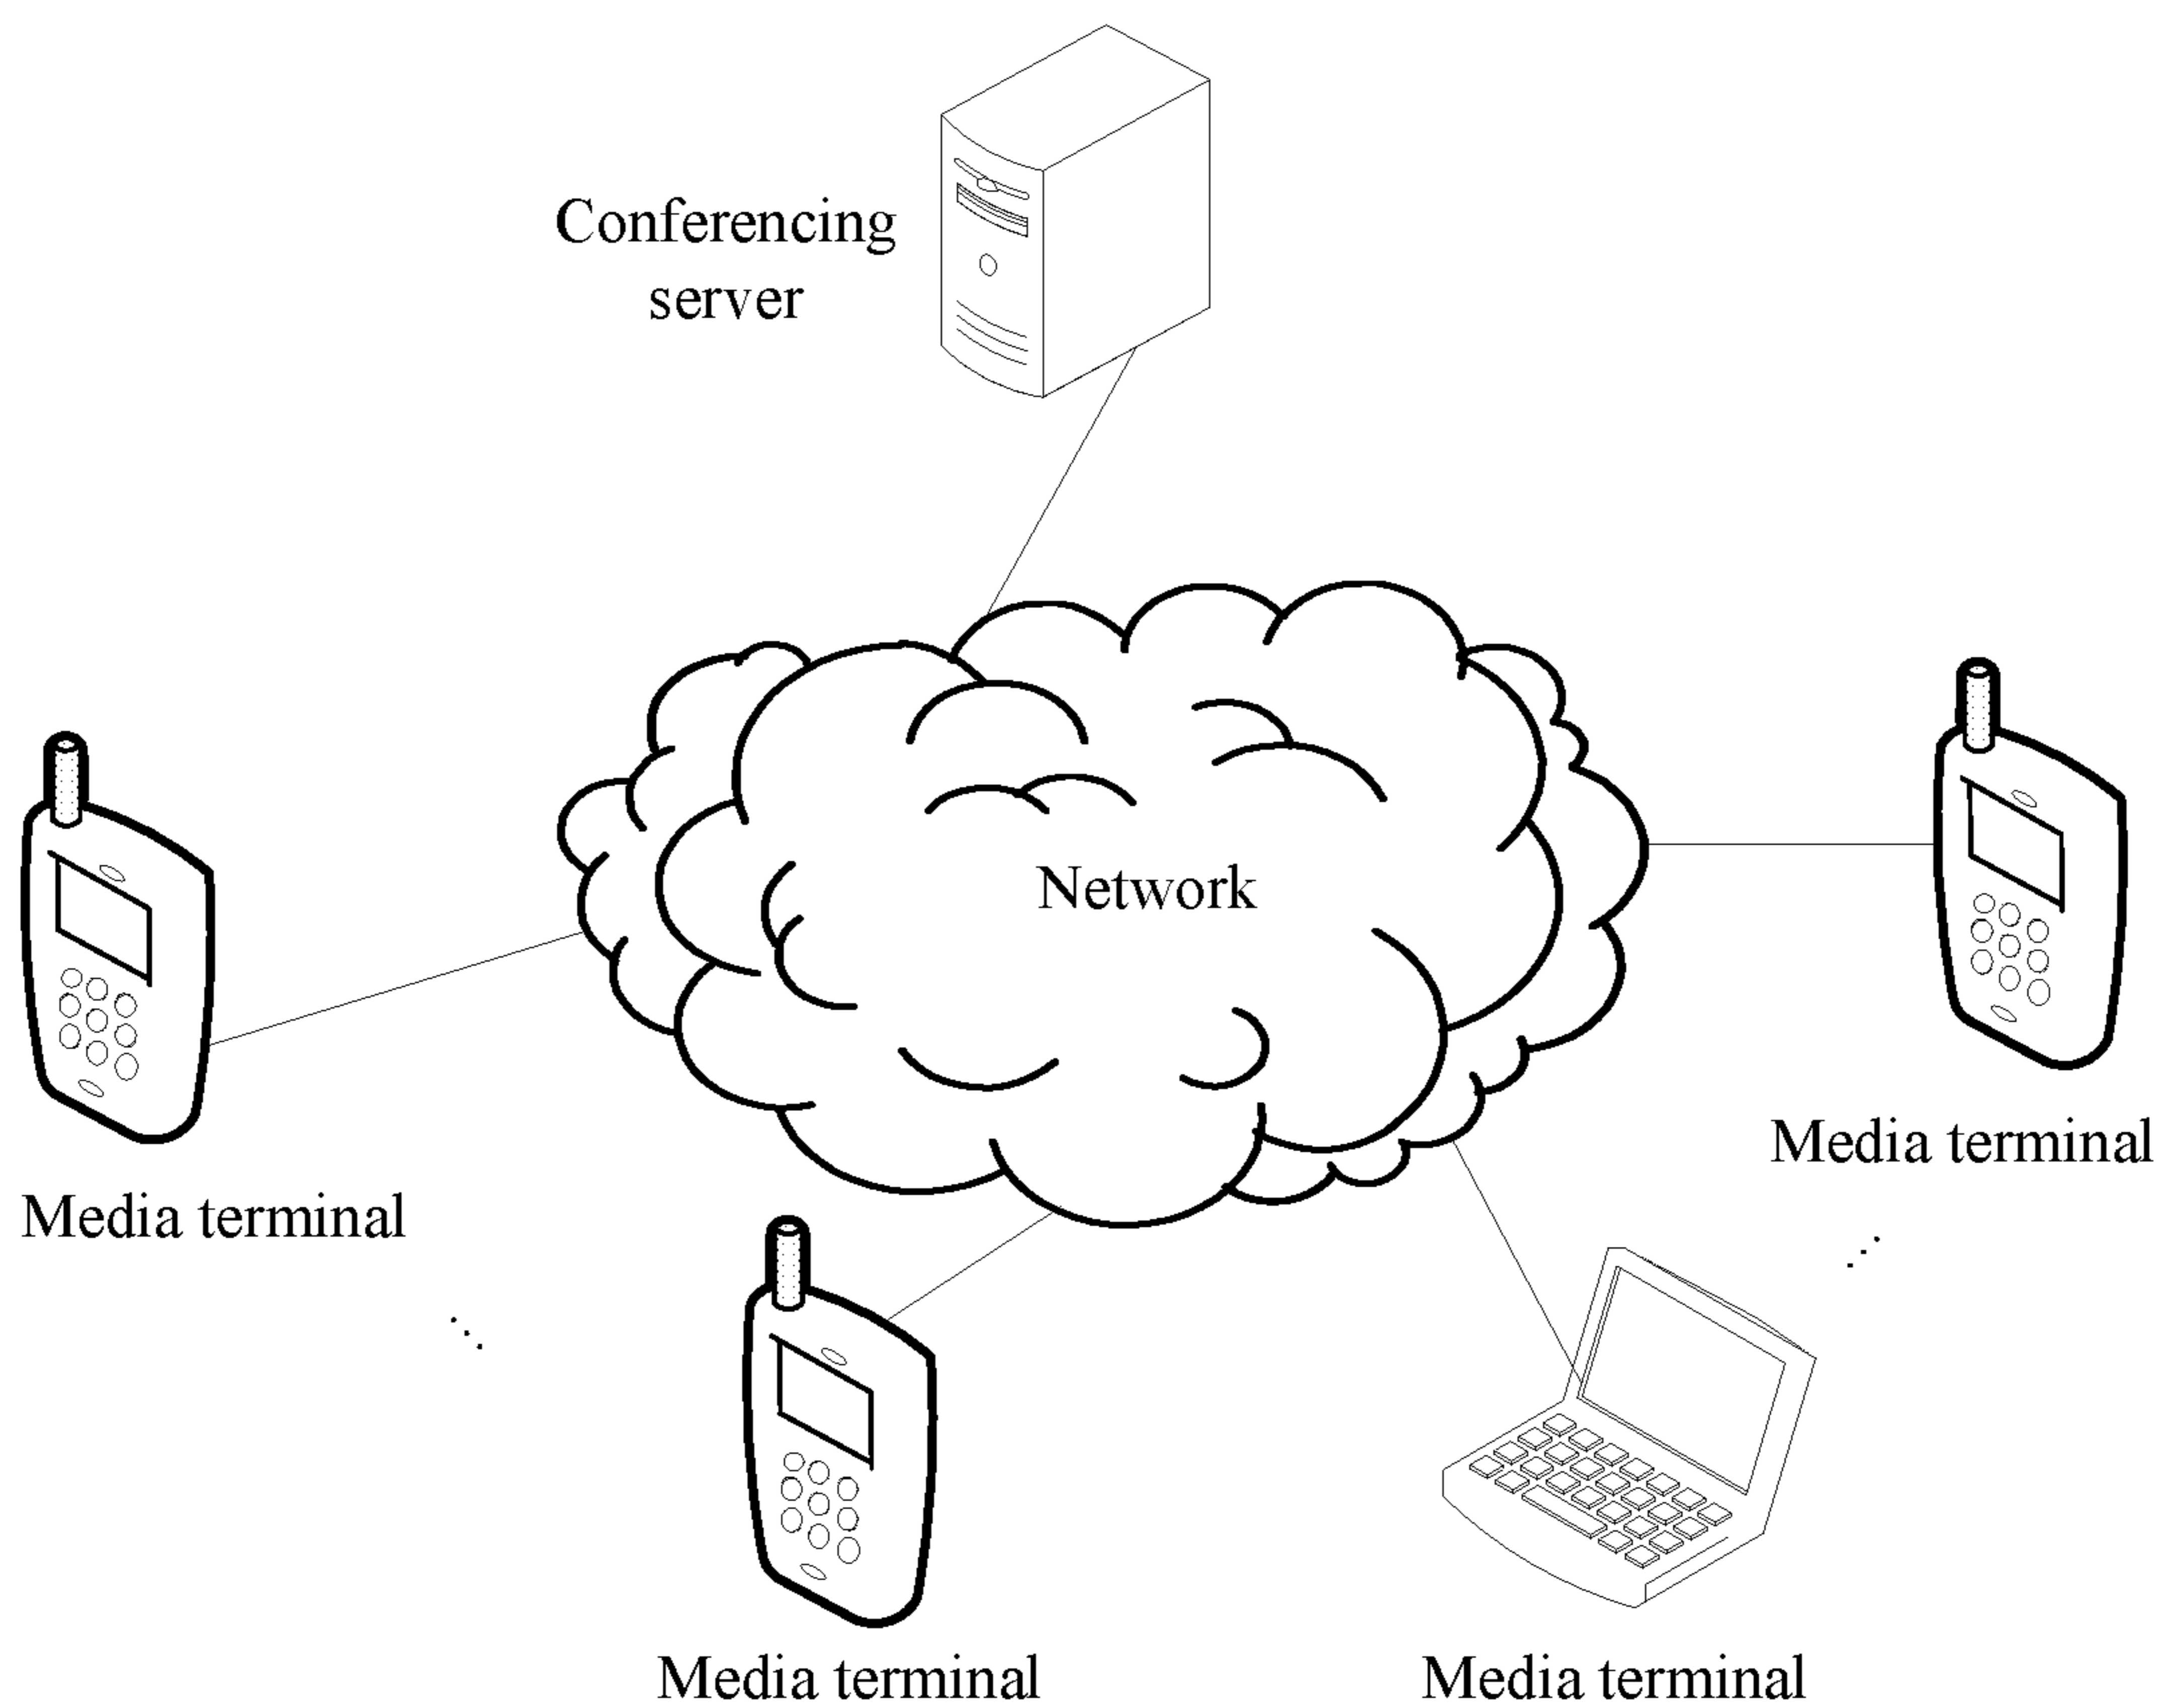 Conferencing
server
Network
Media terminal
Media terminal
Media terminal
Media terminal